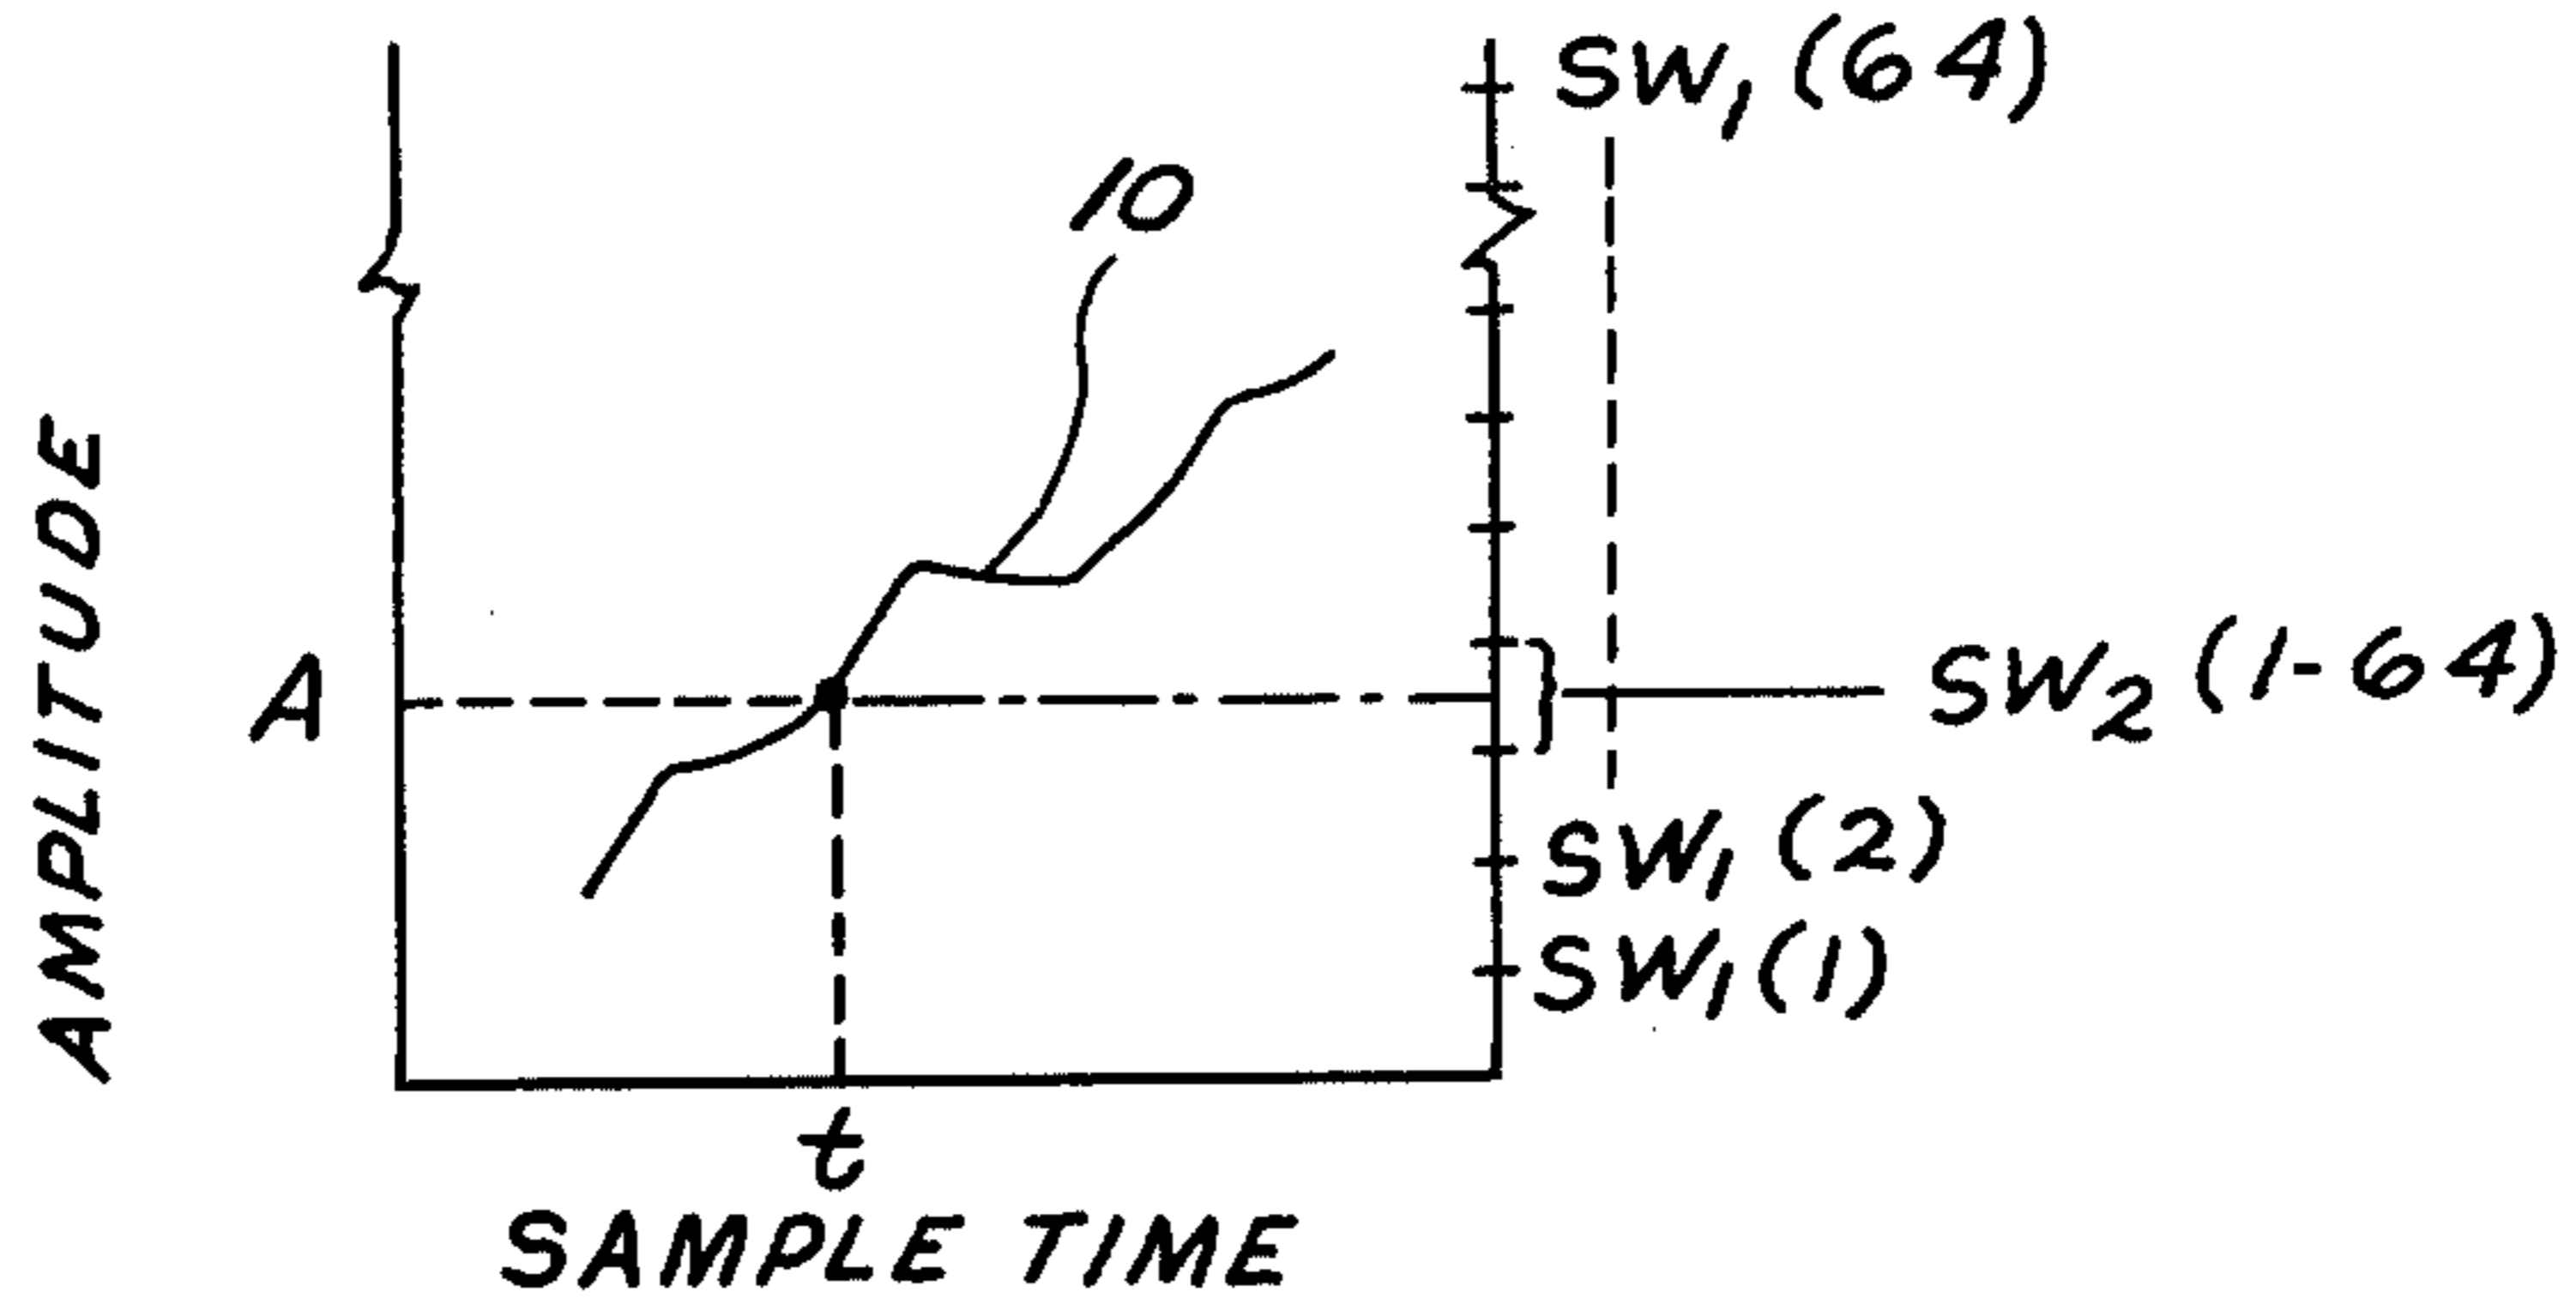 SW1 (64)
10
AMPLITUDE
A
SW2 (1-64)
SW1 (2)
SW1 (1)
t
SAMPLE TIME